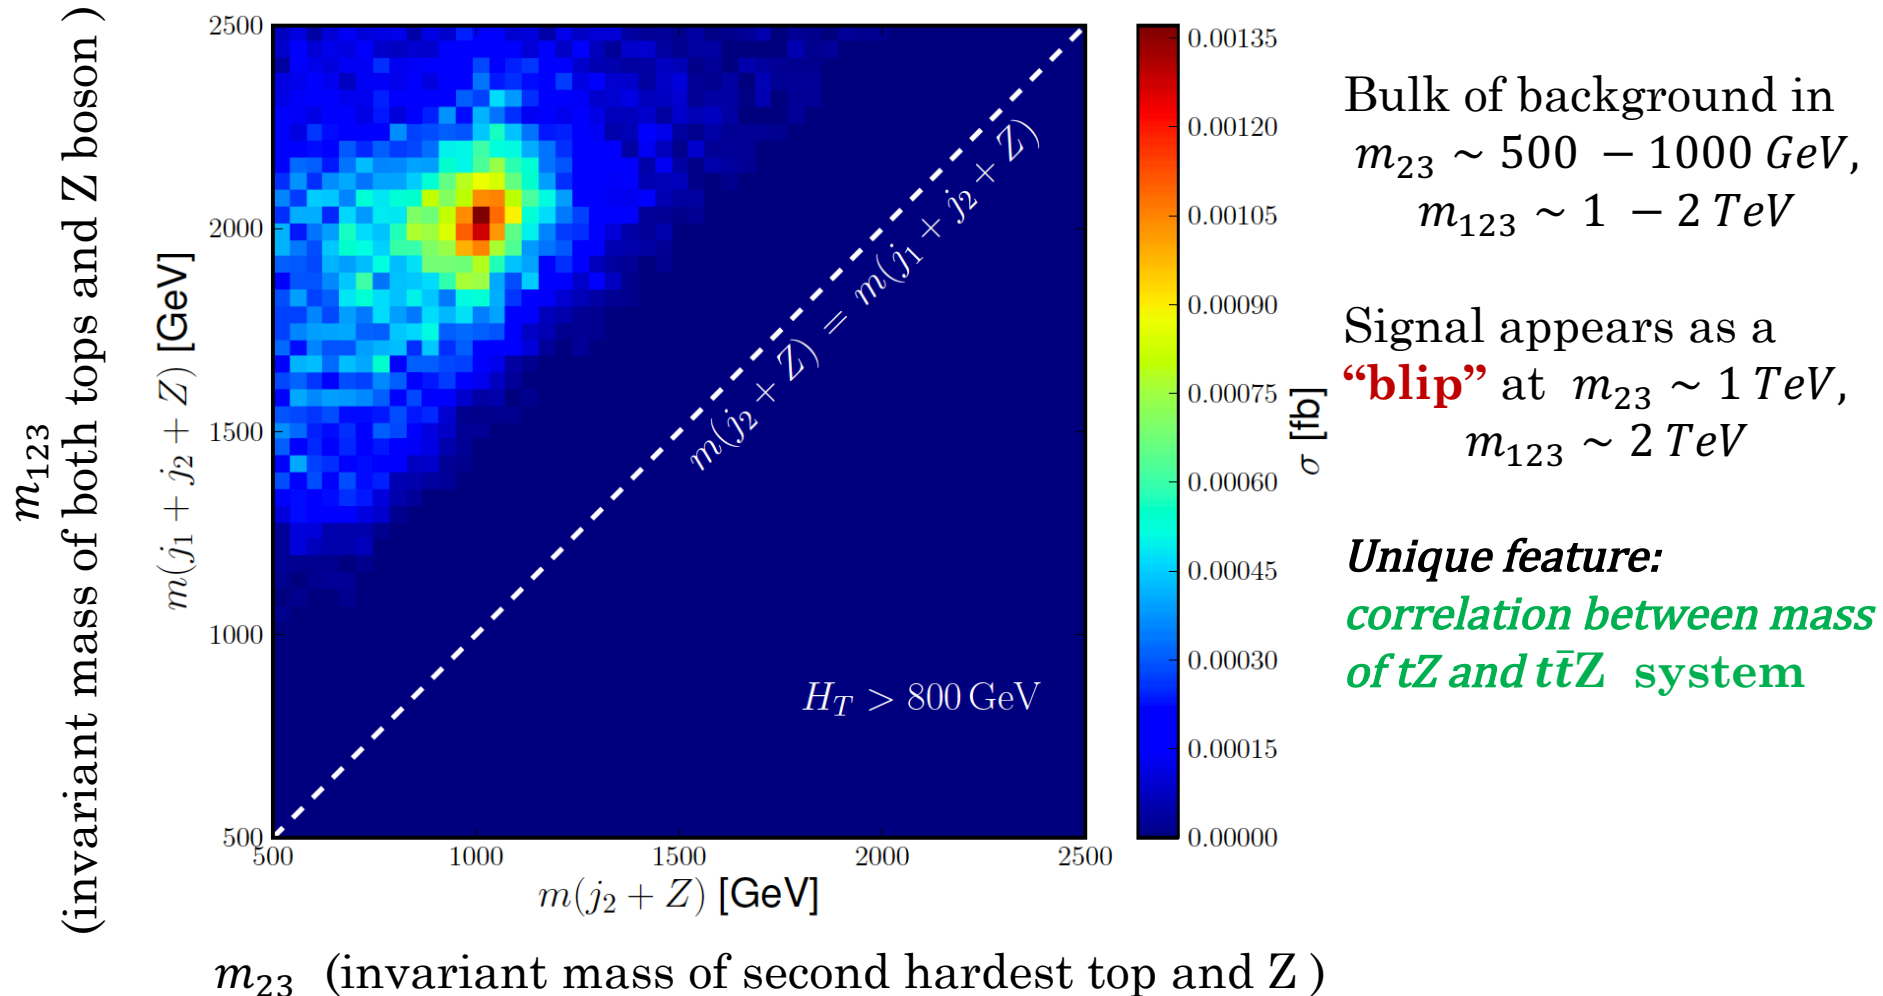 m₁₂₃
(invariant mass of both tops and Z boson )
m(j₁ + j₂ + Z) [GeV]
2500
2000
1500
1000
500
500
1000
1500
2000
2500
m(j₂ + Z) [GeV]
m(j₂ + Z) = m(j₁ + j₂ + Z)
H_T > 800 GeV
0.00135
0.00120
0.00105
0.00090
0.00075
0.00060
0.00045
0.00030
0.00015
0.00000
σ [fb]
m₂₃ (invariant mass of second hardest top and Z )
Bulk of background in
m₂₃ ~ 500 − 1000 GeV,
m₁₂₃ ~ 1 − 2 TeV
Signal appears as a
“blip” at m₂₃ ~ 1 TeV,
m₁₂₃ ~ 2 TeV
Unique feature:
correlation between mass
of tZ and tt̄Z system